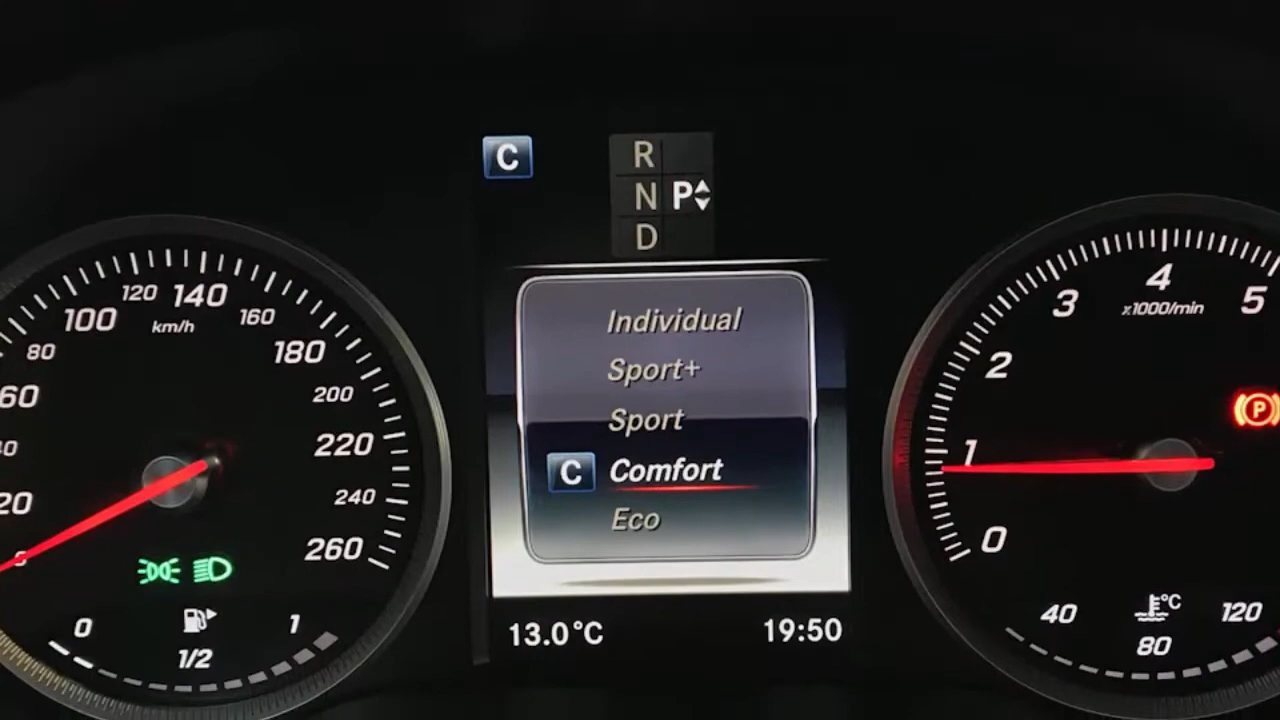 C
R
N P
D
Individual
Sport+
Sport
C Comfort
Eco
13.0°C 19:50
20
60
80
100
120
140
160
180
200
220
240
260
km/h
0 1/2 1
0
1
2
3
4
5
x1000/min
P
40 80 120
°C